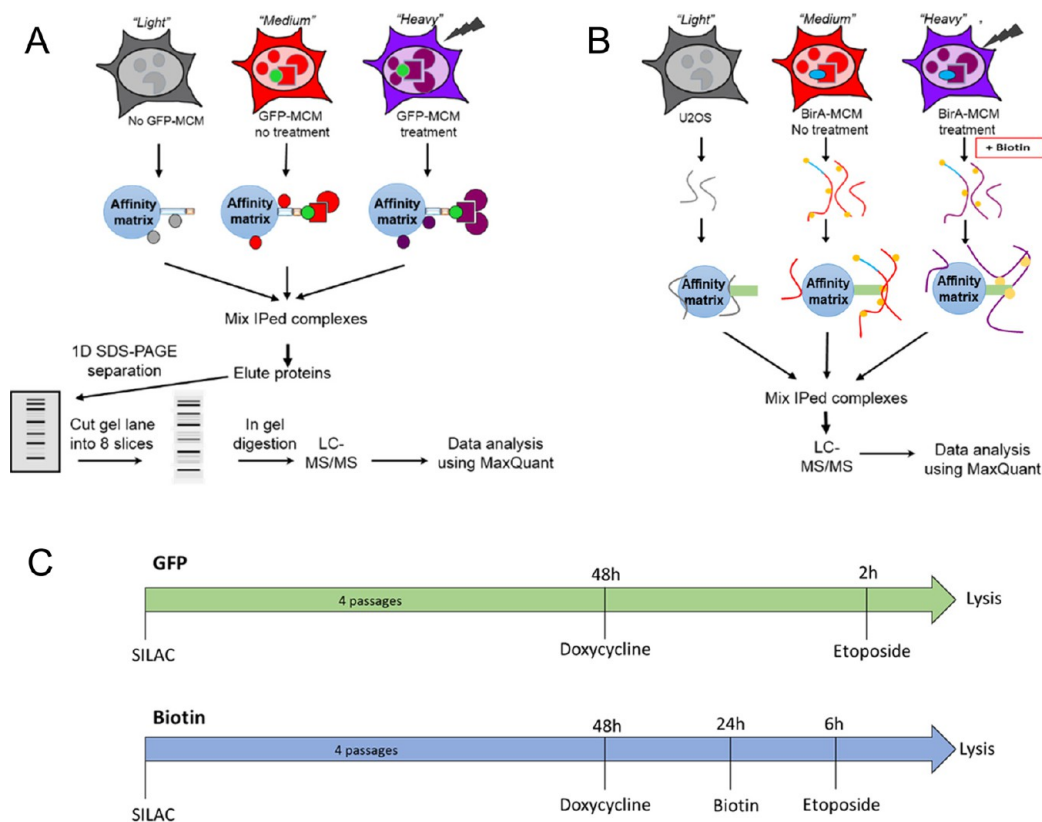 A
"Light"
"Medium"
"Heavy"
No GFP-MCM
GFP-MCM
no treatment
GFP-MCM
treatment
Affinity
matrix
Affinity
matrix
Affinity
matrix
Mix IPed complexes
1D SDS-PAGE
separation
Elute proteins
Cut gel lane
into 8 slices
In gel
digestion
LC-
MS/MS
Data analysis
using MaxQuant
B
"Light"
"Medium"
"Heavy" ,
U2OS
BirA-MCM
No treatment
BirA-MCM
treatment
+ Biotin
Affinity
matrix
Affinity
matrix
Affinity
matrix
Mix IPed complexes
LC-
MS/MS
Data analysis
using MaxQuant
C
GFP
48h
2h
4 passages
Lysis
SILAC
Doxycycline
Etoposide
Biotin
48h
24h
6h
4 passages
Lysis
SILAC
Doxycycline
Biotin
Etoposide